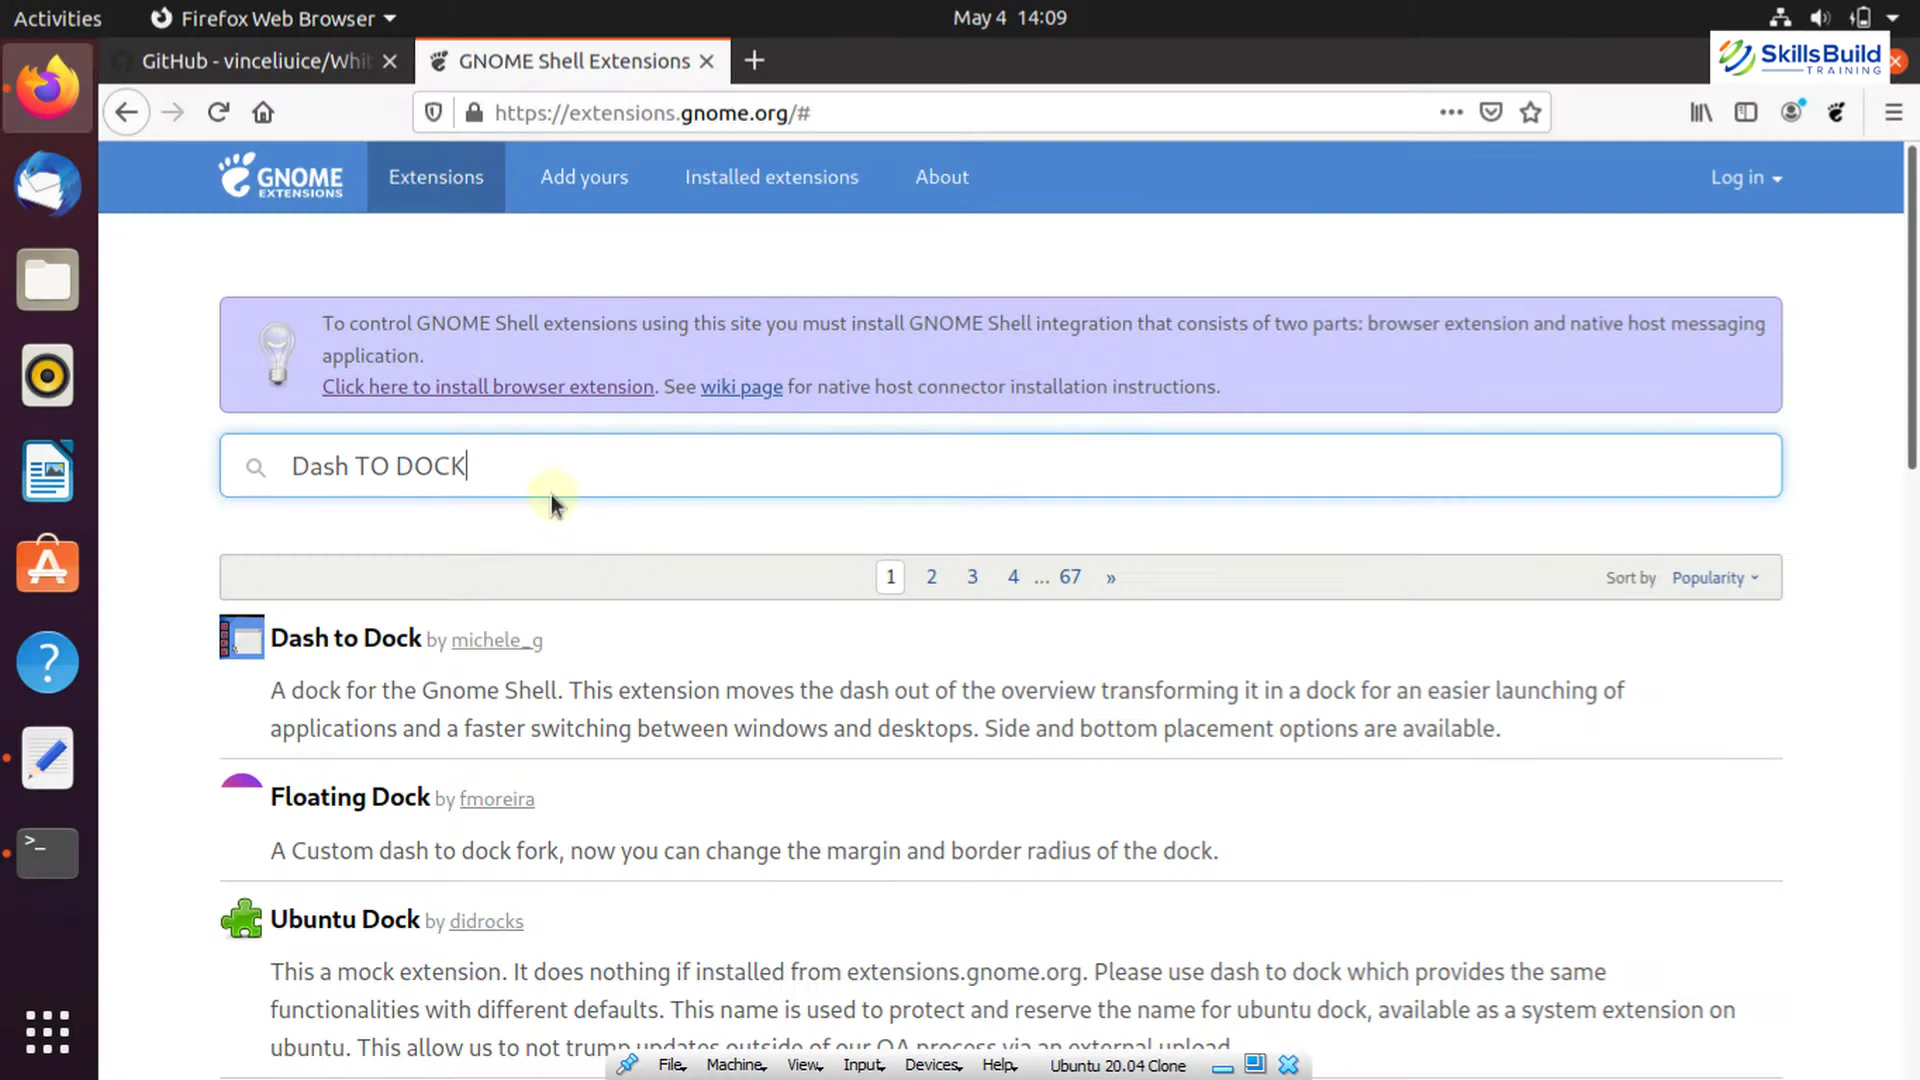 Activities
Firefox Web Browser
May 4 14:09
GitHub - vinceliuice/Whit
GNOME Shell Extensions
SkillsBuild
TRAINING
https://extensions.gnome.org/#
GNOME
EXTENSIONS
Extensions
Add yours
Installed extensions
About
Log in
To control GNOME Shell extensions using this site you must install GNOME Shell integration that consists of two parts: browser extension and native host messaging
application.
Click here to install browser extension. See wiki page for native host connector installation instructions.
Dash TO DOCK
1 2 3 4 ... 67 »
Sort by Popularity
Dash to Dock by michele_g
A dock for the Gnome Shell. This extension moves the dash out of the overview transforming it in a dock for an easier launching of
applications and a faster switching between windows and desktops. Side and bottom placement options are available.
Floating Dock by fmoreira
A Custom dash to dock fork, now you can change the margin and border radius of the dock.
Ubuntu Dock by didrocks
This a mock extension. It does nothing if installed from extensions.gnome.org. Please use dash to dock which provides the same
functionalities with different defaults. This name is used to protect and reserve the name for ubuntu dock, available as a system extension on
ubuntu. This allow us to not trump updates outside of our QA process via an external upload.
File Machine View Input Devices Help Ubuntu 20.04 Clone